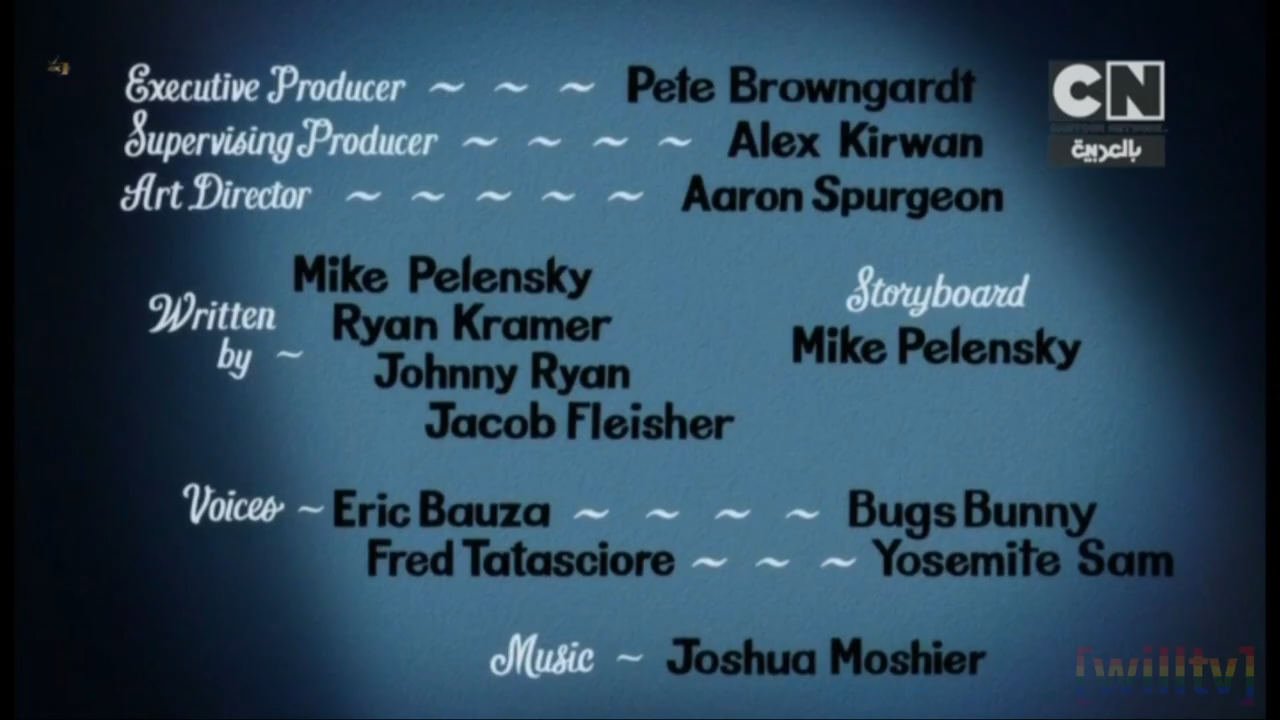 Executive Producer ~ ~ ~ Pete Browngardt
CN
Supervising Producer ~ ~ ~ ~ Alex Kirwan
بالعربية
Art Director ~ ~ ~ ~ ~ Aaron Spurgeon
Written by ~ Mike Pelensky
Ryan Kramer
Johnny Ryan
Jacob Fleisher
Storyboard
Mike Pelensky
Voices ~ Eric Bauza ~ ~ ~ ~ Bugs Bunny
Fred Tatasciore ~ ~ ~ Yosemite Sam
Music ~ Joshua Moshier
[willtv]